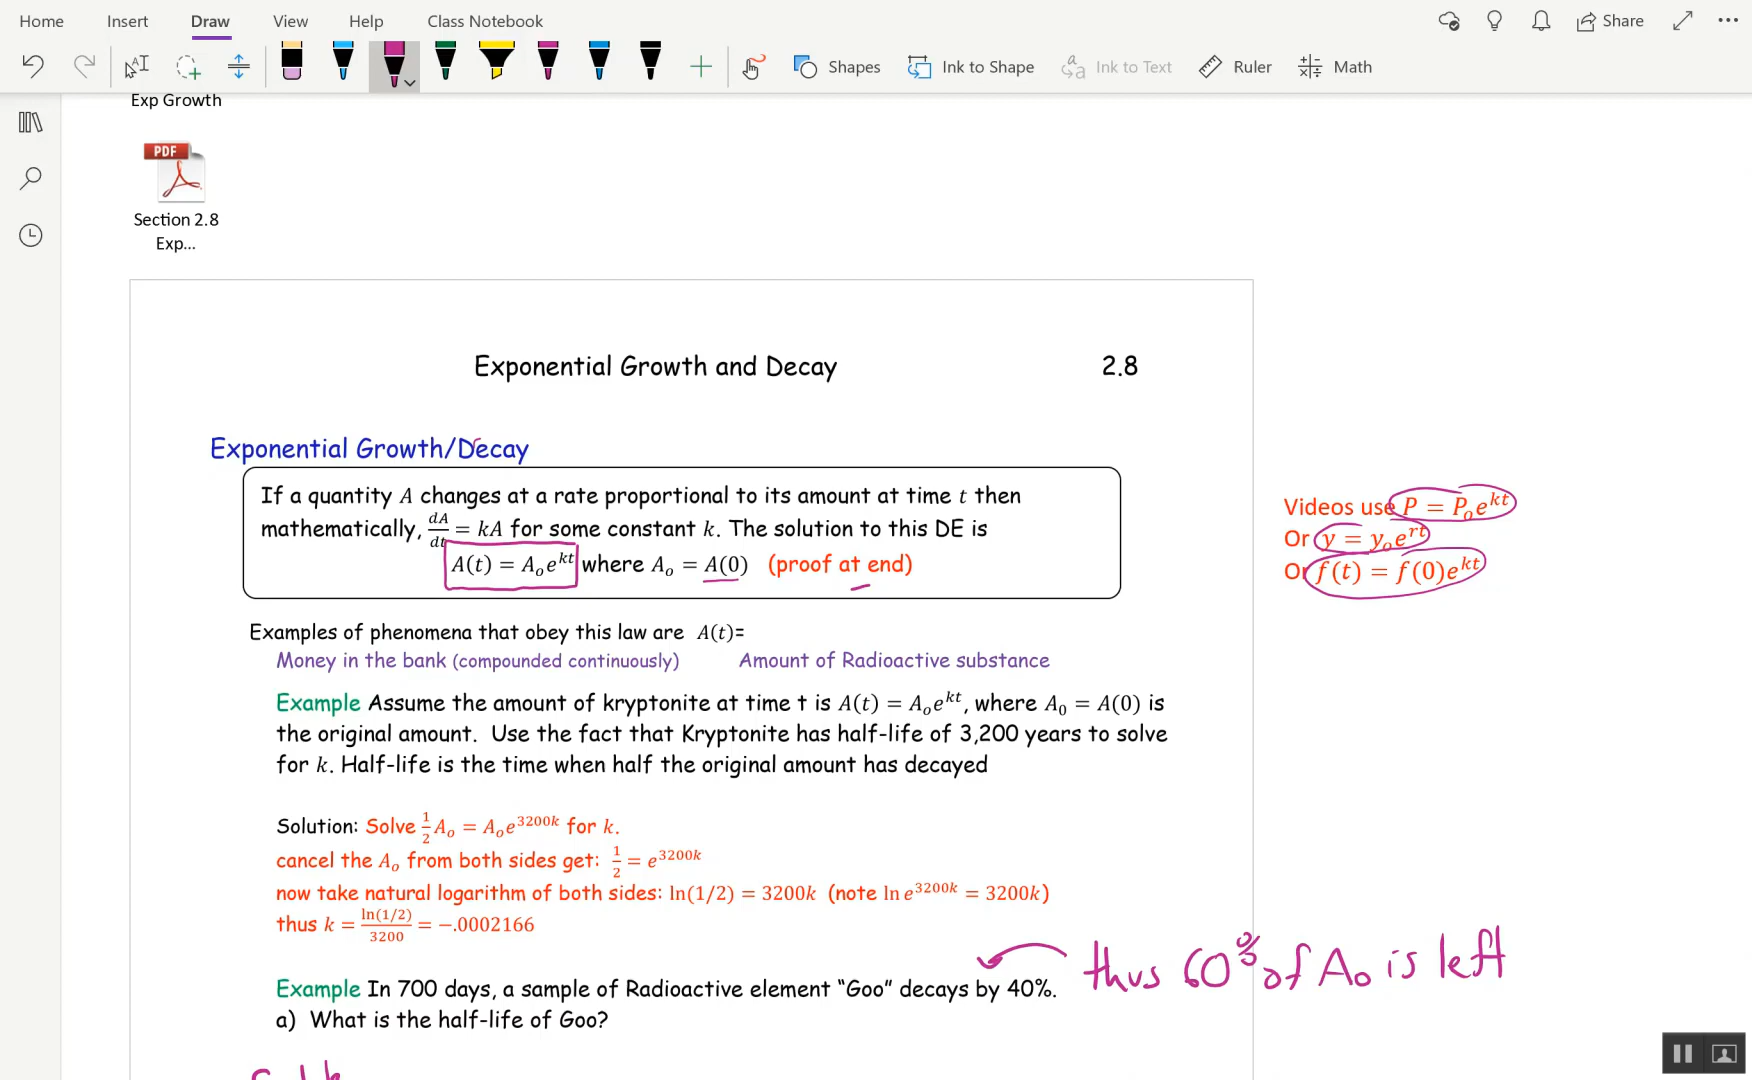 Home Insert Draw View Help Class Notebook Share
Shapes Ink to Shape Ink to Text Ruler Math
Exp Growth
PDF
Section 2.8
Exp...
Exponential Growth and Decay 2.8
Exponential Growth/Decay
If a quantity A changes at a rate proportional to its amount at time t then
mathematically, dA/dt = kA for some constant k. The solution to this DE is
A(t) = A₀e^{kt} where A₀ = A(0) (proof at end)
Videos use P = P₀e^{kt}
Or y = y₀e^{rt}
Or f(t) = f(0)e^{kt}
Examples of phenomena that obey this law are A(t)=
Money in the bank (compounded continuously) Amount of Radioactive substance
Example Assume the amount of kryptonite at time t is A(t) = A₀e^{kt}, where A₀ = A(0) is
the original amount. Use the fact that Kryptonite has half-life of 3,200 years to solve
for k. Half-life is the time when half the original amount has decayed
Solution: Solve 1/2 A₀ = A₀e^{3200k} for k.
cancel the A₀ from both sides get: 1/2 = e^{3200k}
now take natural logarithm of both sides: ln(1/2) = 3200k (note ln e^{3200k} = 3200k)
thus k = ln(1/2)/3200 = −.0002166
thus 60% of A₀ is left
Example In 700 days, a sample of Radioactive element “Goo” decays by 40%.
a) What is the half-life of Goo?